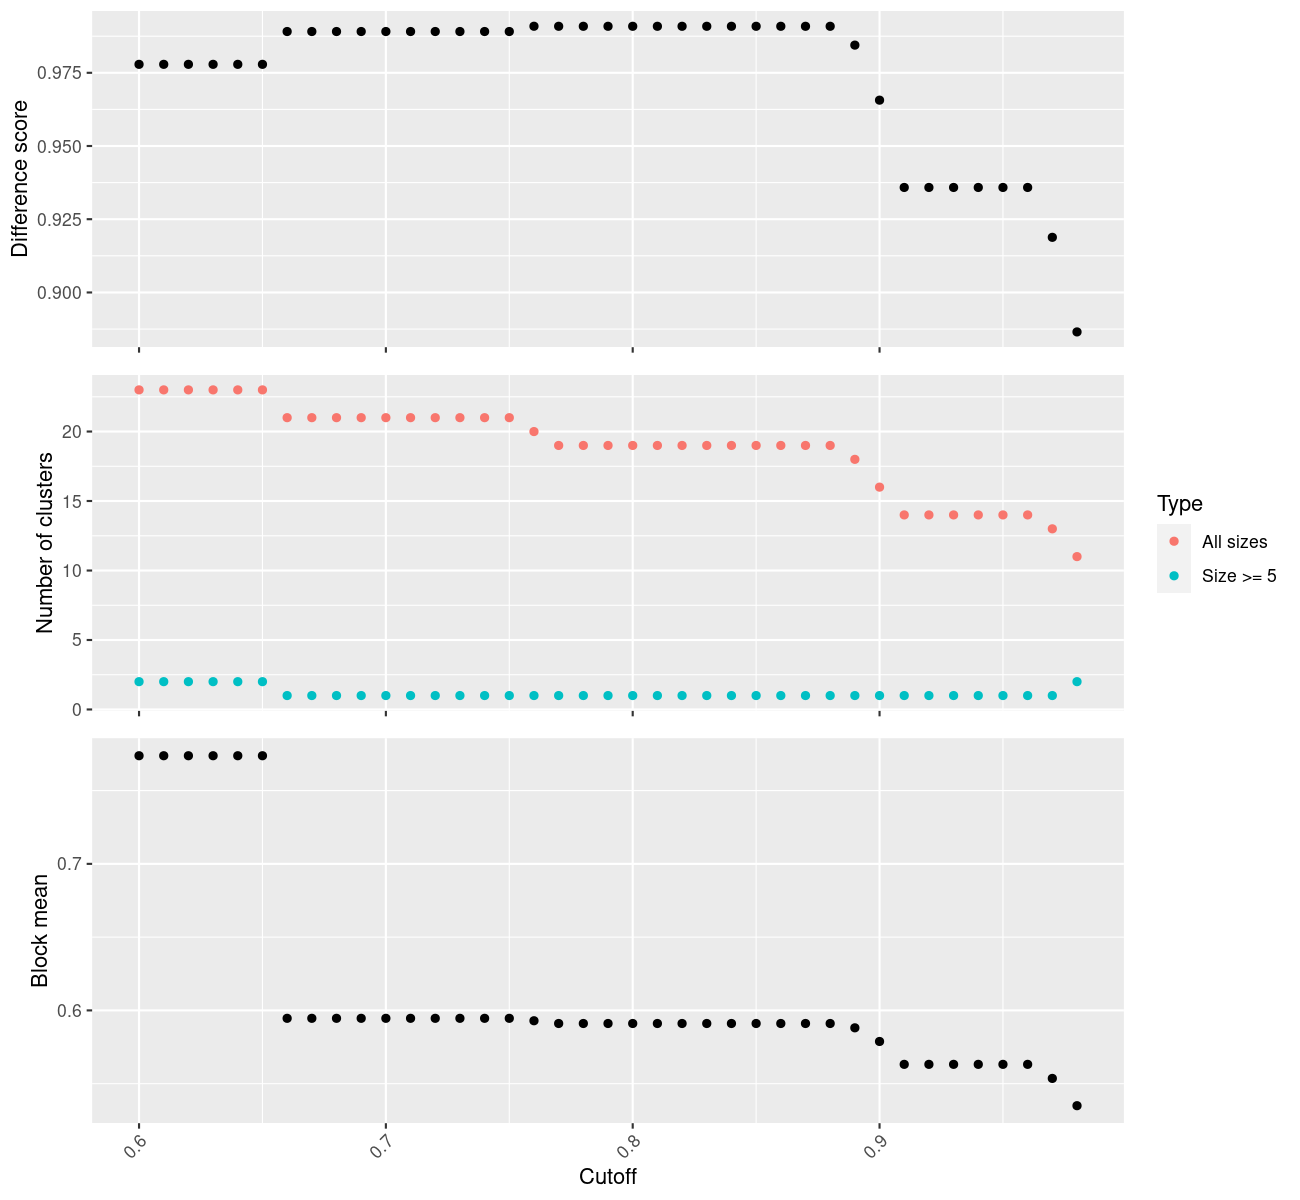 Difference score
0.975
0.950
0.925
0.900
Number of clusters
20
15
10
5
0
Type
All sizes
Size >= 5
Block mean
0.7
0.6
0.6
0.7
0.8
0.9
Cutoff